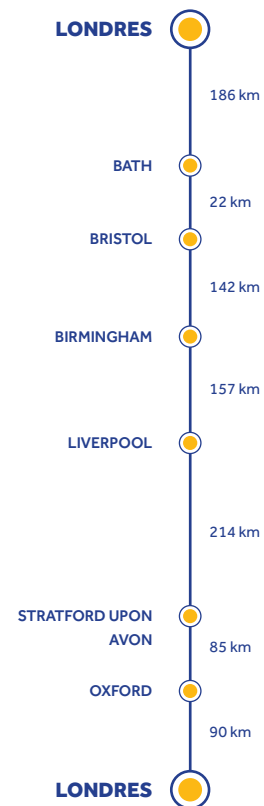 LONDRES
186 km
BATH
22 km
BRISTOL
142 km
BIRMINGHAM
157 km
LIVERPOOL
214 km
STRATFORD UPON
AVON
85 km
OXFORD
90 km
LONDRES